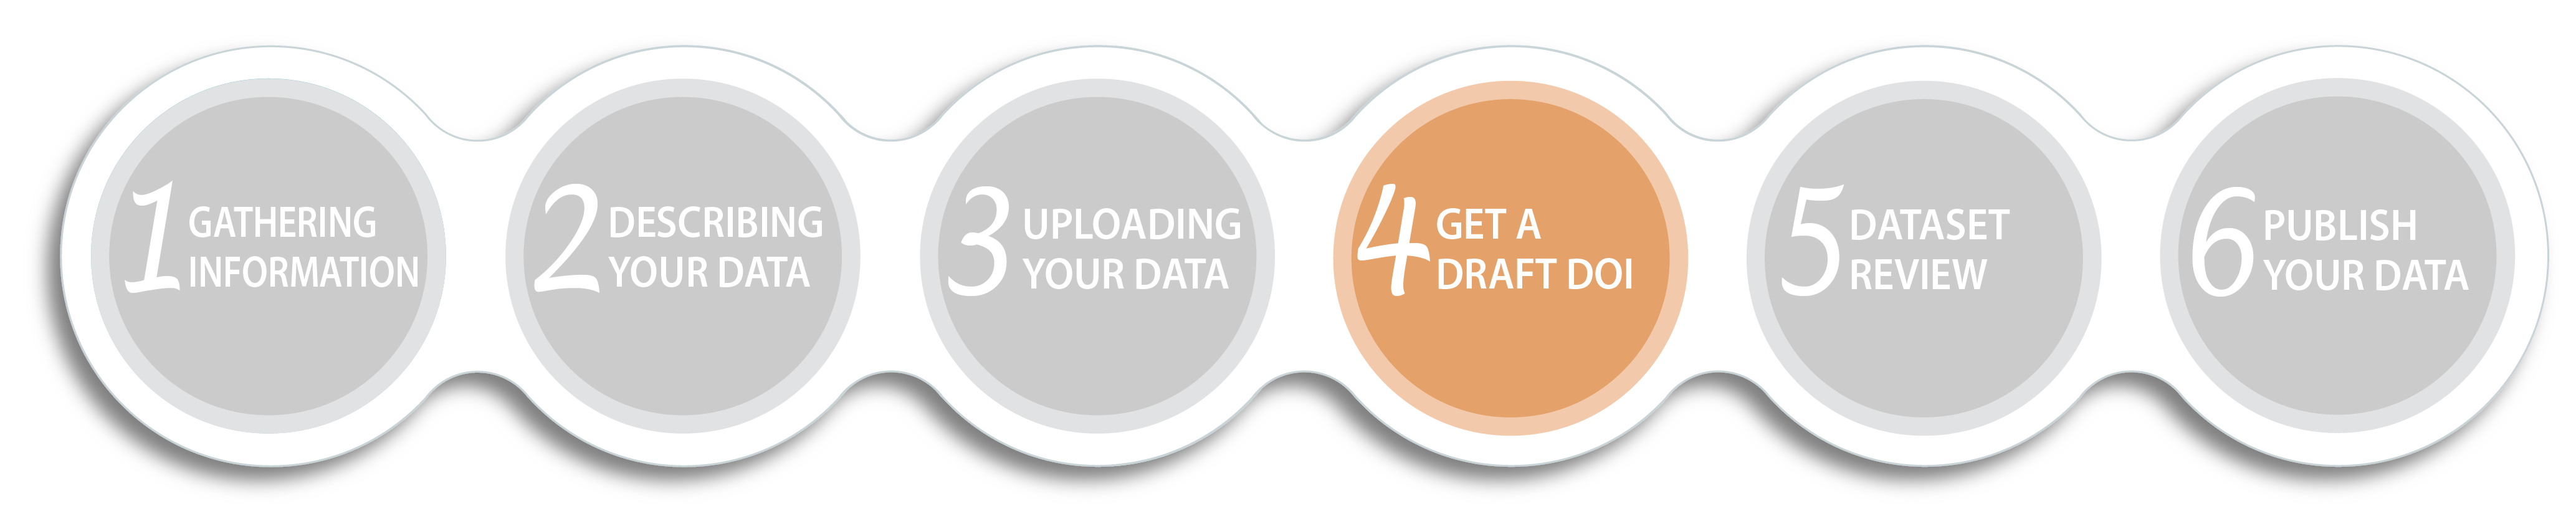 1 GATHERING
INFORMATION
2 DESCRIBING
YOUR DATA
3 UPLOADING
YOUR DATA
4 GET A
DRAFT DOI
5 DATASET
REVIEW
6 PUBLISH
YOUR DATA